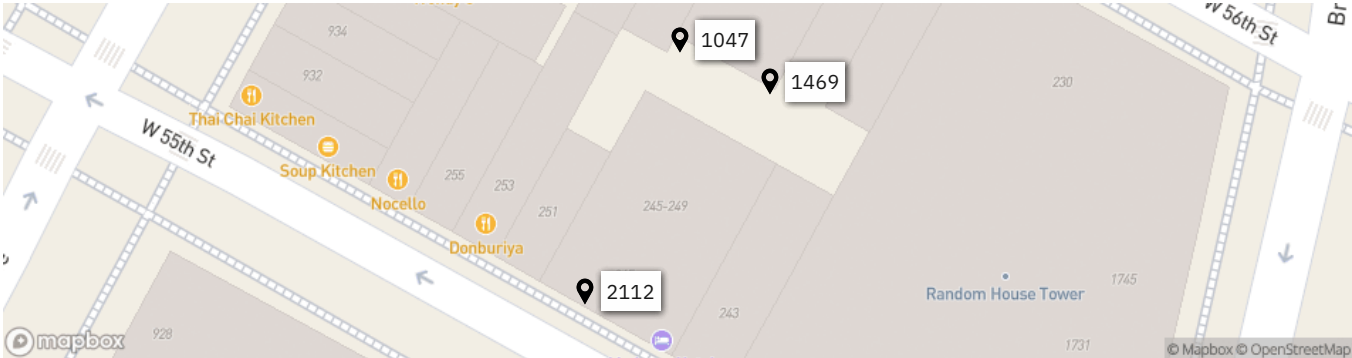 W 56th St
Br
934
1047
932
1469
230
Thai Chai Kitchen
W 55th St
Soup Kitchen
255
253
Nocello
251
245-249
Donburiya
2112
Random House Tower
1745
243
928
1731
mapbox
© Mapbox © OpenStreetMap